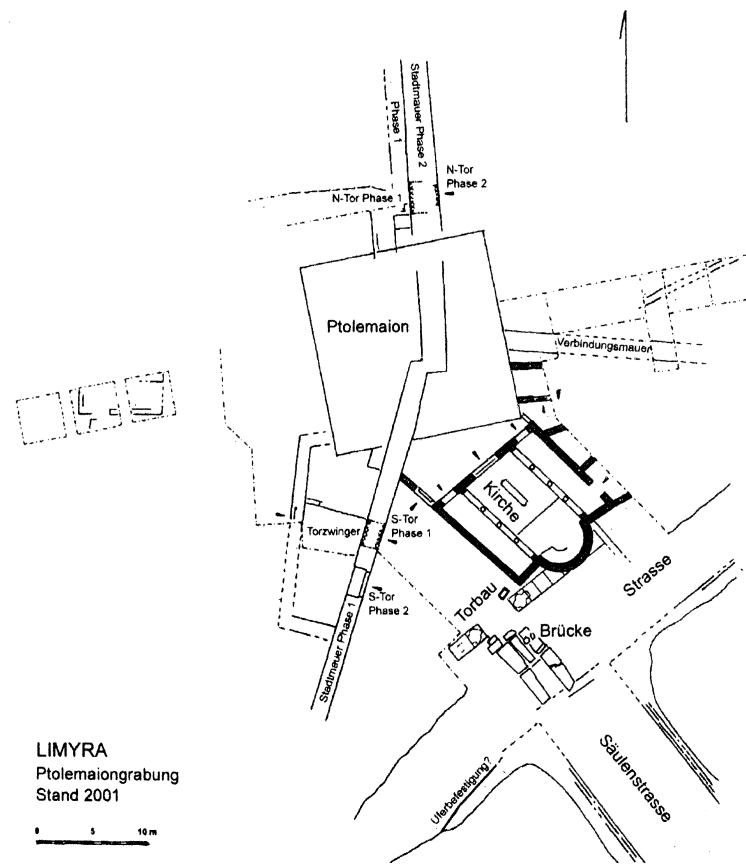 Phase 1
Stadtmauer Phase 2
N-Tor
Phase 2
N-Tor Phase 1
Ptolemaion
Verbindungsmauer
Kirche
Torzwinger
S-Tor
Phase 1
S-Tor
Phase 2
Stadtmauer Phase 1
Torbau
Brücke
Strasse
Säulenstrasse
Uferbefestigung?
LIMYRA
Ptolemaiongrabung
Stand 2001
0 5 10 m